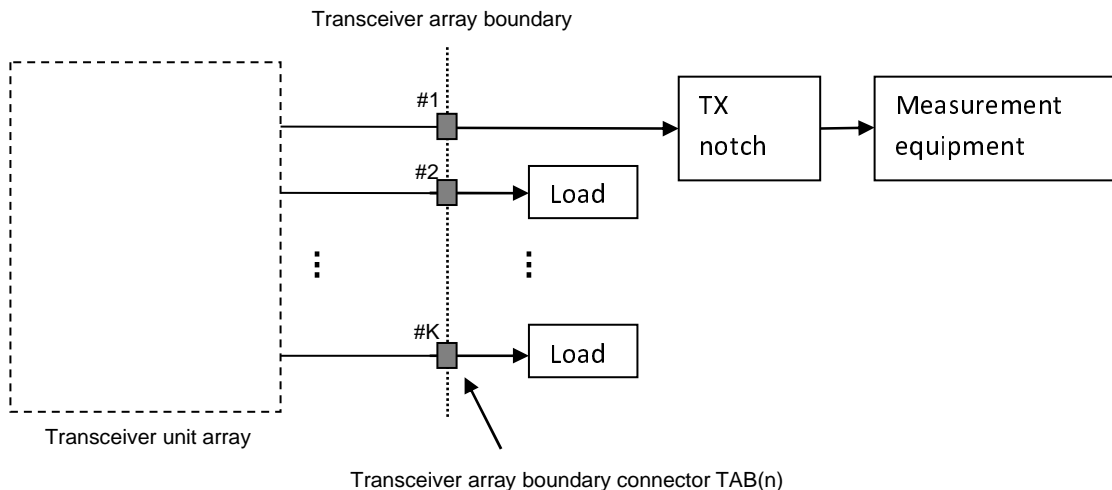 Transceiver array boundary
#1
TX
notch
Measurement
equipment
#2
Load
#K
Load
Transceiver unit array
Transceiver array boundary connector TAB(n)